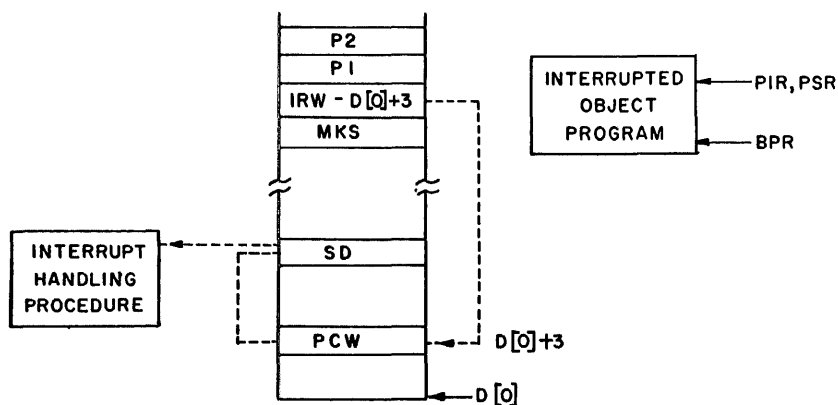 P2
P1
IRW - D[0]+3
MKS
INTERRUPTED
OBJECT
PROGRAM
PIR, PSR
BPR
INTERRUPT
HANDLING
PROCEDURE
SD
PCW
D[0]+3
D[0]